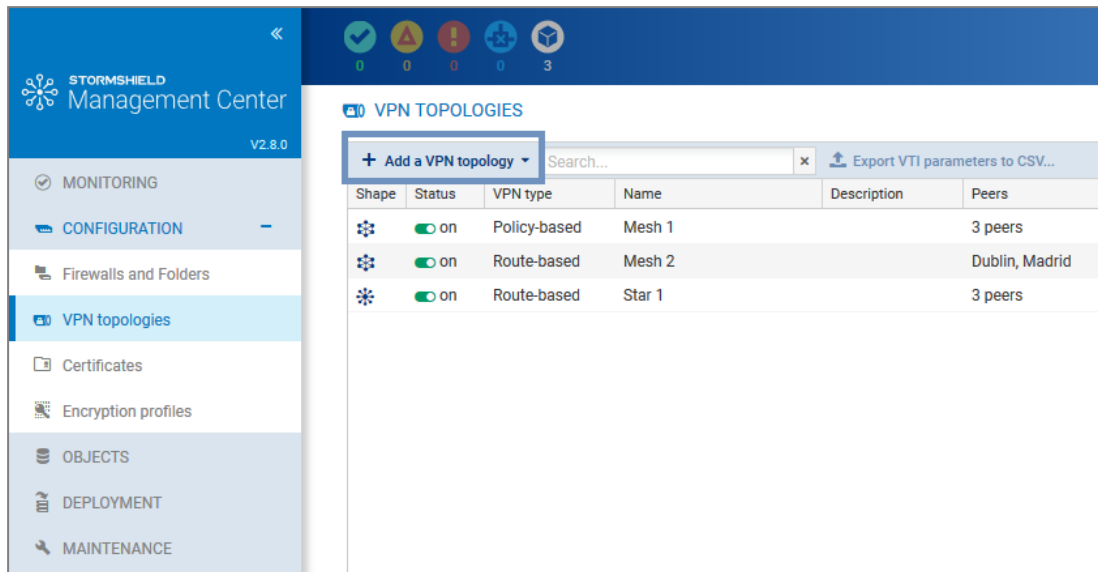 «
STORMSHIELD
Management Center
V2.8.0
MONITORING
CONFIGURATION
Firewalls and Folders
VPN topologies
Certificates
Encryption profiles
OBJECTS
DEPLOYMENT
MAINTENANCE
0 0 0 0 3
VPN TOPOLOGIES
+ Add a VPN topology Search... × Export VTI parameters to CSV...
Shape Status VPN type Name Description Peers
on Policy-based Mesh 1 3 peers
on Route-based Mesh 2 Dublin, Madrid
on Route-based Star 1 3 peers